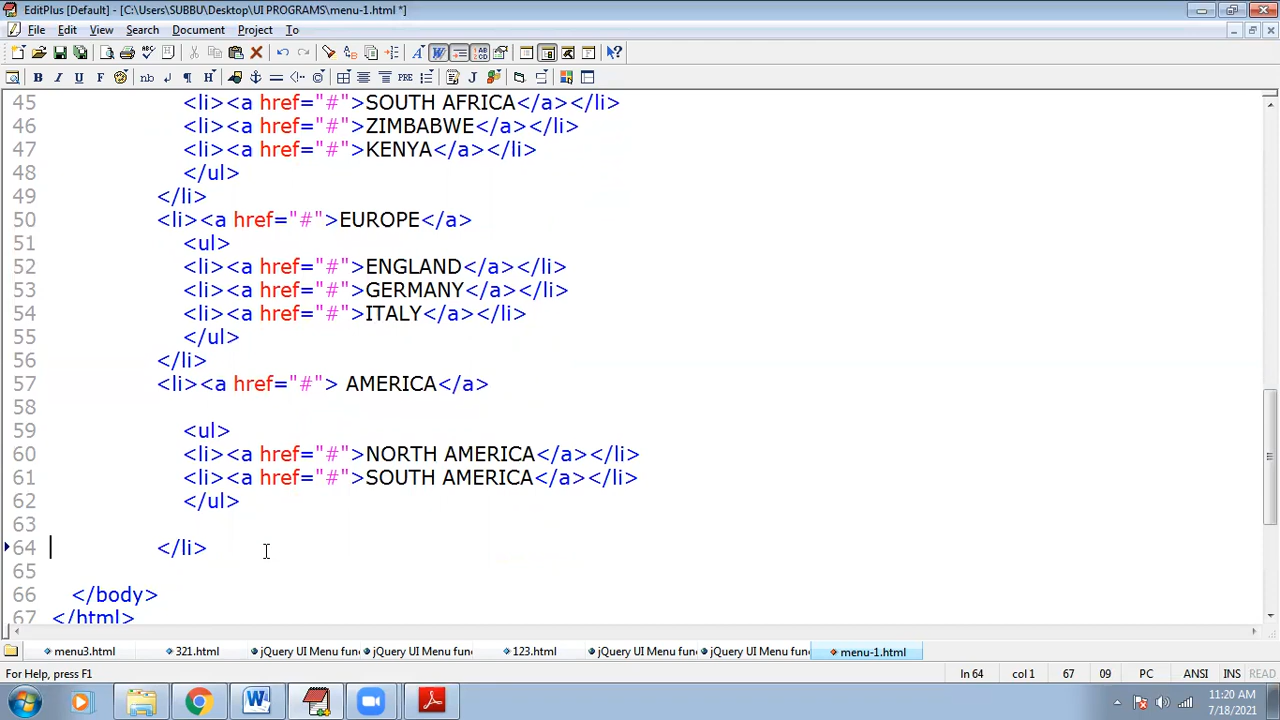 EditPlus [Default] - [C:\Users\SUBBU\Desktop\UI PROGRAMS\menu-1.html *]
File Edit View Search Document Project To
45 <li><a href="#">SOUTH AFRICA</a></li>
46 <li><a href="#">ZIMBABWE</a></li>
47 <li><a href="#">KENYA</a></li>
48 </ul>
49 </li>
50 <li><a href="#">EUROPE</a>
51 <ul>
52 <li><a href="#">ENGLAND</a></li>
53 <li><a href="#">GERMANY</a></li>
54 <li><a href="#">ITALY</a></li>
55 </ul>
56 </li>
57 <li><a href="#"> AMERICA</a>
58
59 <ul>
60 <li><a href="#">NORTH AMERICA</a></li>
61 <li><a href="#">SOUTH AMERICA</a></li>
62 </ul>
63
64 </li>
65
66 </body>
67 </html>
menu3.html 321.html jQuery UI Menu func jQuery UI Menu func 123.html jQuery UI Menu func jQuery UI Menu func menu-1.html
For Help, press F1 ln 64 col 1 67 09 PC ANSI INS READ
11:20 AM
7/18/2021